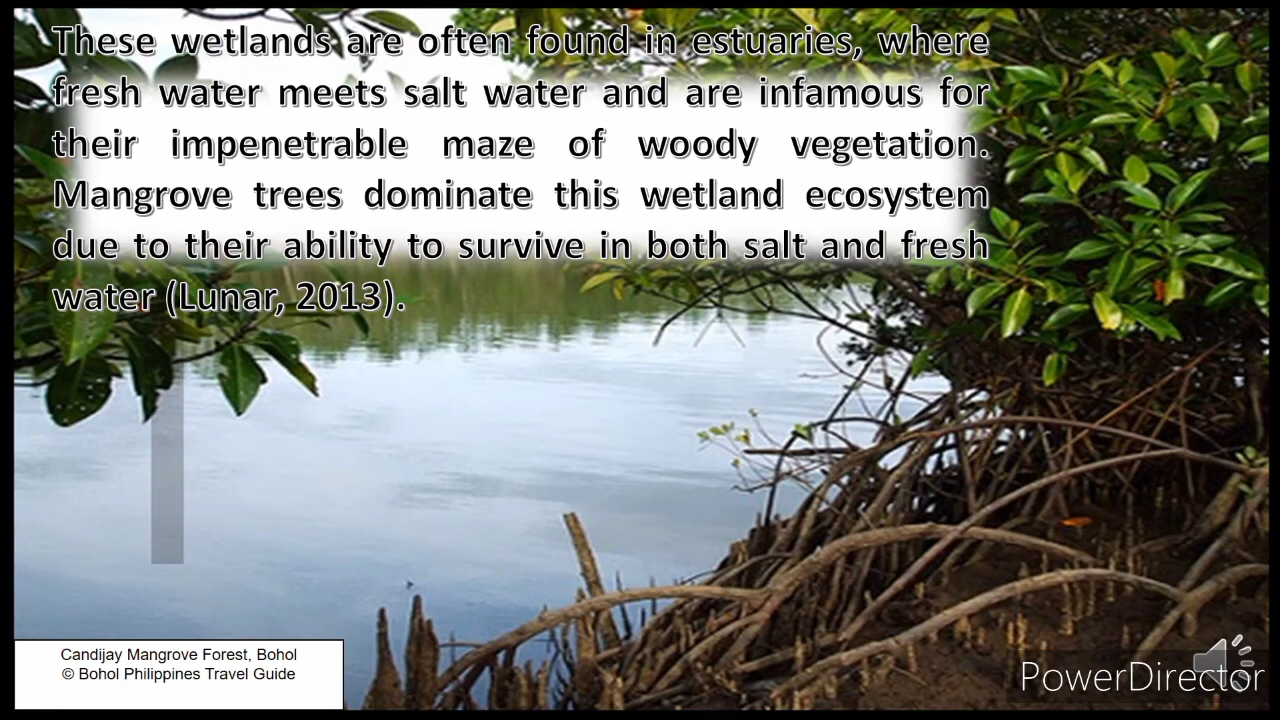 These wetlands are often found in estuaries, where
fresh water meets salt water and are infamous for
their impenetrable maze of woody vegetation.
Mangrove trees dominate this wetland ecosystem
due to their ability to survive in both salt and fresh
water (Lunar, 2013).
Candijay Mangrove Forest, Bohol
© Bohol Philippines Travel Guide
PowerDirector